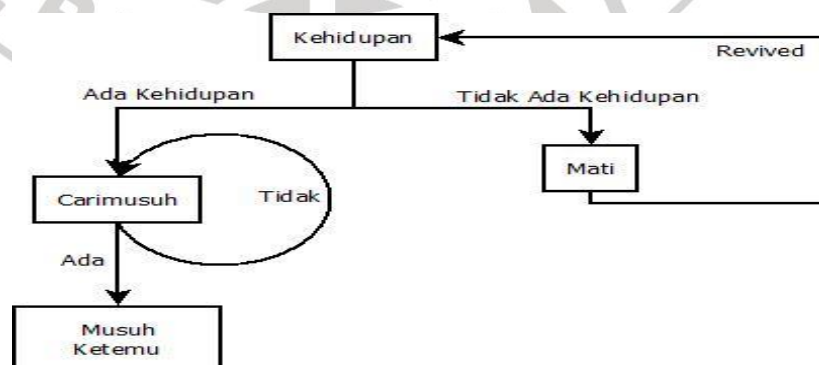 Kehidupan
Revived
Ada Kehidupan
Tidak Ada Kehidupan
Mati
Carimusuh
Tidak
Ada
Musuh
Ketemu